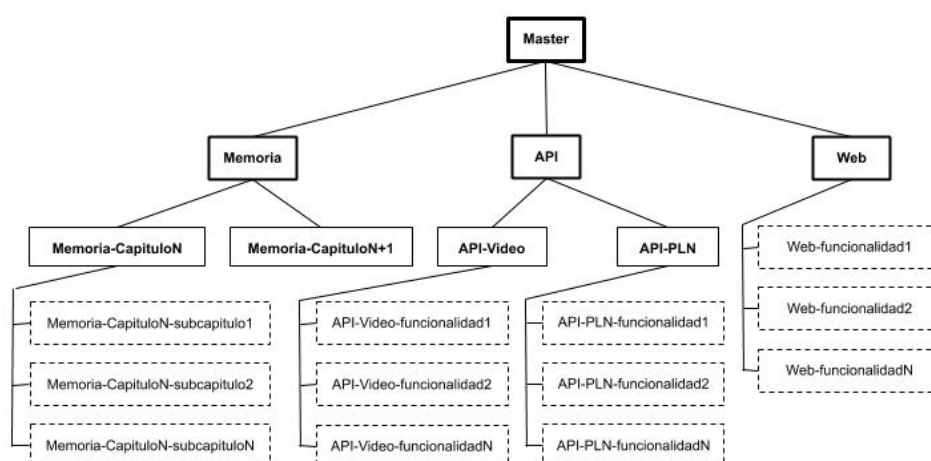 Master
Memoria
API
Web
Memoria-CapituloN
Memoria-CapituloN+1
API-Video
API-PLN
Web-funcionalidad1
Web-funcionalidad2
Web-funcionalidadN
Memoria-CapituloN-subcapitulo1
API-Video-funcionalidad1
API-PLN-funcionalidad1
Memoria-CapituloN-subcapitulo2
API-Video-funcionalidad2
API-PLN-funcionalidad2
Memoria-CapituloN-subcapituloN
API-Video-funcionalidadN
API-PLN-funcionalidadN